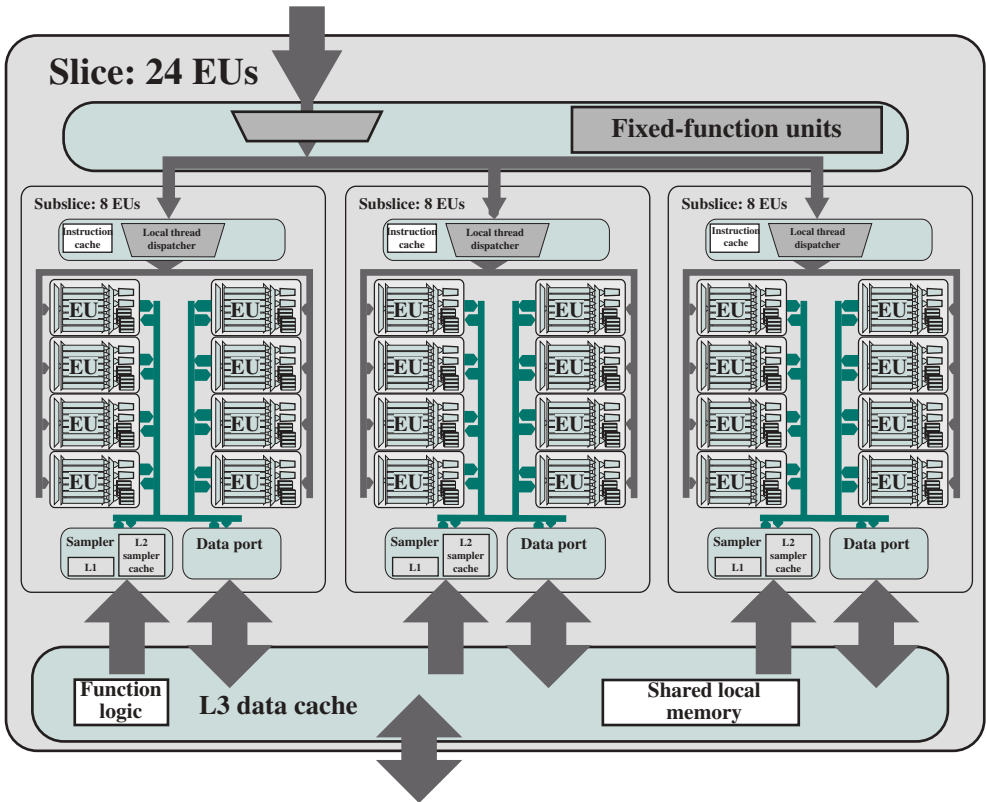 Slice: 24 EUs
Fixed-function units
Subslice: 8 EUs
Instruction
cache
Local thread
dispatcher
EU
EU
EU
EU
EU
EU
EU
EU
Sampler
L1
L2
sampler
cache
Data port
Subslice: 8 EUs
Instruction
cache
Local thread
dispatcher
EU
EU
EU
EU
EU
EU
EU
EU
Sampler
L1
L2
sampler
cache
Data port
Subslice: 8 EUs
Instruction
cache
Local thread
dispatcher
EU
EU
EU
EU
EU
EU
EU
EU
Sampler
L1
L2
sampler
cache
Data port
Function
logic
L3 data cache
Shared local
memory